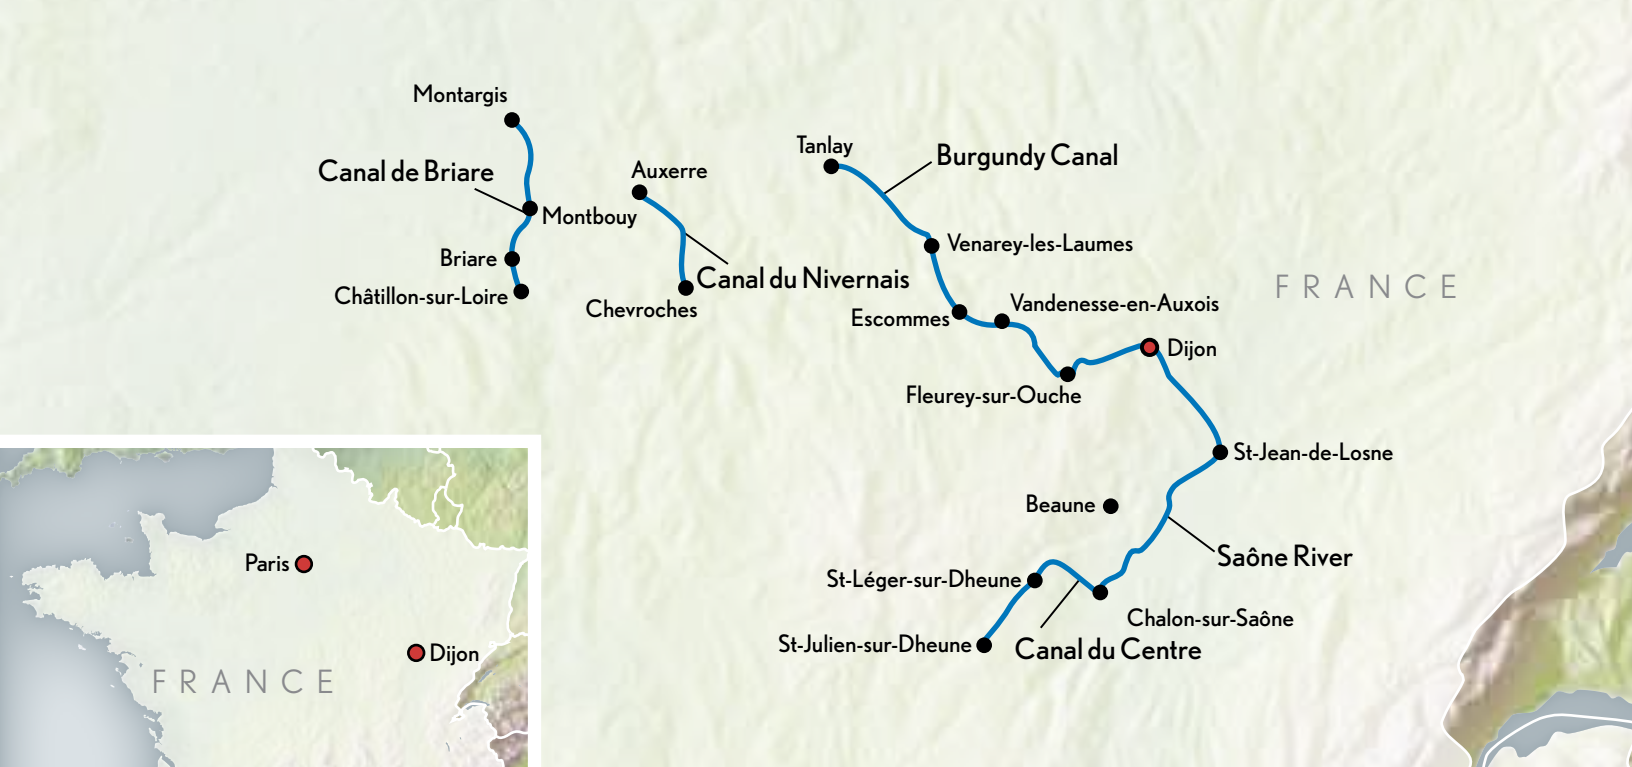 Montargis
Canal de Briare
Montbouy
Briare
Châtillon-sur-Loire
Auxerre
Canal du Nivernais
Chevroches
Tanlay
Burgundy Canal
Venarey-les-Laumes
Escommes
Vandenesse-en-Auxois
FRANCE
Dijon
Fleurey-sur-Ouche
St-Jean-de-Losne
Beaune
Saône River
St-Léger-sur-Dheune
Chalon-sur-Saône
St-Julien-sur-Dheune
Canal du Centre
Paris
Dijon
FRANCE